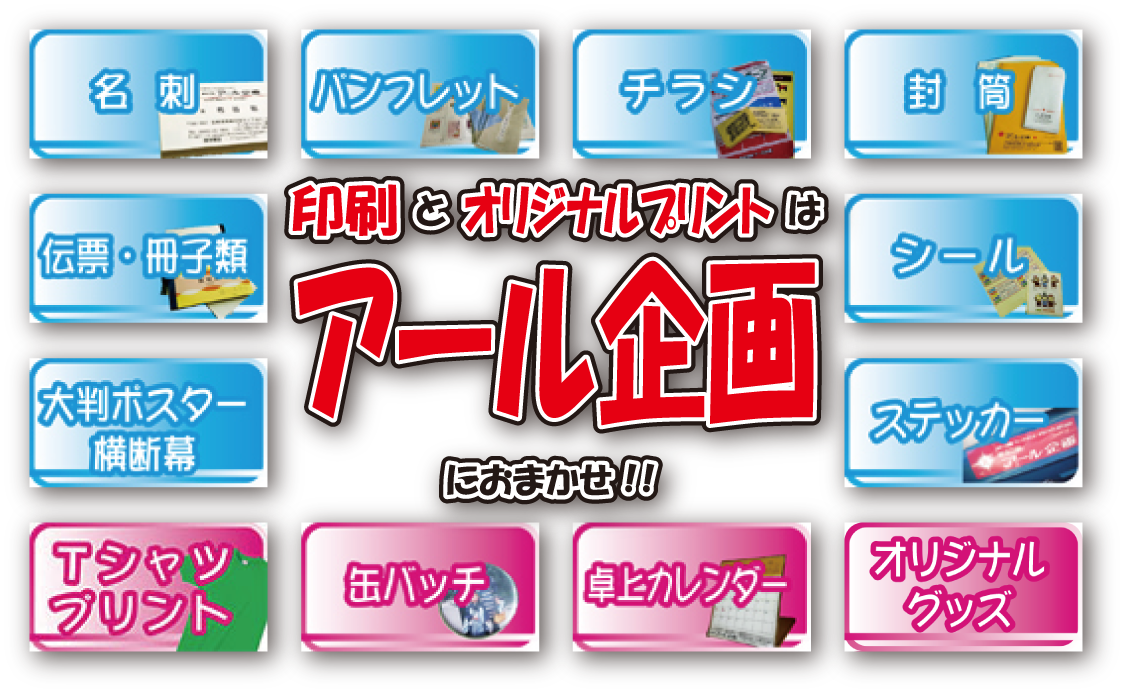 名刺
パンフレット
チラシ
封筒
印刷とオリジナルプリントは
伝票・冊子類
シール
アール企画
大判ポスター
横断幕
ステッカー
におまかせ!!
Tシャツ
プリント
缶バッチ
卓上カレンダー
オリジナル
グッズ